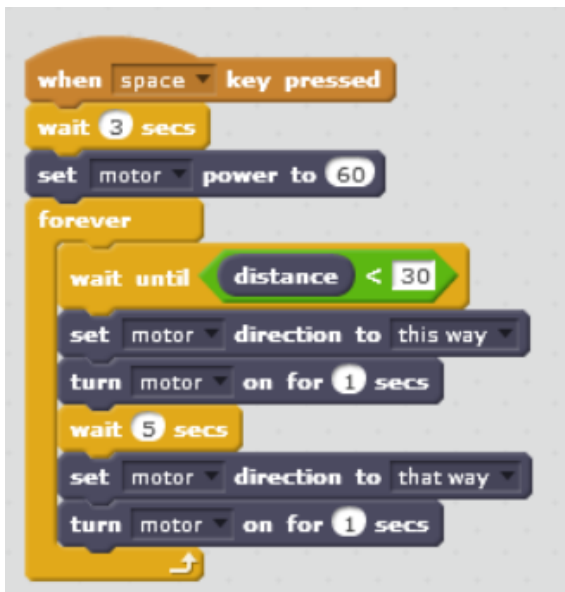 when space key pressed
wait 3 secs
set motor power to 60
forever
wait until distance < 30
set motor direction to this way
turn motor on for 1 secs
wait 5 secs
set motor direction to that way
turn motor on for 1 secs